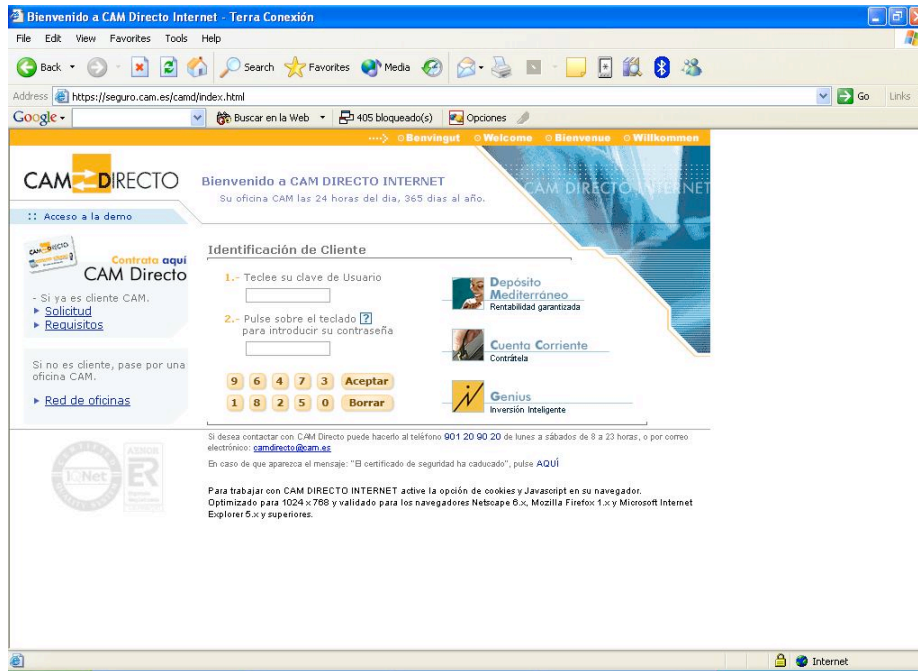 Bienvenido a CAM Directo Internet - Terra Conexión
File Edit View Favorites Tools Help
Back Search Favorites Media
Address https://seguro.cam.es/camd/index.html Go Links
Google Buscar en la Web 405 bloqueado(s) Opciones
····> Benvingut Welcome Bienvenue Willkommen
CAM DIRECTO
Bienvenido a CAM DIRECTO INTERNET
Su oficina CAM las 24 horas del dia, 365 dias al año.
CAM DIRECTO INTERNET
:: Acceso a la demo
CAM DIRECTO
Contrata aquí
CAM Directo
- Si ya es cliente CAM.
Solicitud
Requisitos
Si no es cliente, pase por una
oficina CAM.
Red de oficinas
Identificación de Cliente
1.- Teclee su clave de Usuario
2.- Pulse sobre el teclado ?
para introducir su contraseña
9 6 4 7 3 Aceptar
1 8 2 5 0 Borrar
Depósito
Mediterráneo
Rentabilidad garantizada
Cuenta Corriente
Contrátela
Genius
Inversión Inteligente
IQNet
AENOR
ER
Si desea contactar con CAM Directo puede hacerlo al teléfono 901 20 90 20 de lunes a sábados de 8 a 23 horas, o por correo
electrónico: camdirecto@cam.es
En caso de que aparezca el mensaje: "El certificado de seguridad ha caducado", pulse AQUÍ
Para trabajar con CAM DIRECTO INTERNET active la opción de cookies y Javascript en su navegador.
Optimizado para 1024 x 768 y validado para los navegadores Netscape 6.x, Mozilla Firefox 1.x y Microsoft Internet
Explorer 5.x y superiores.
Internet